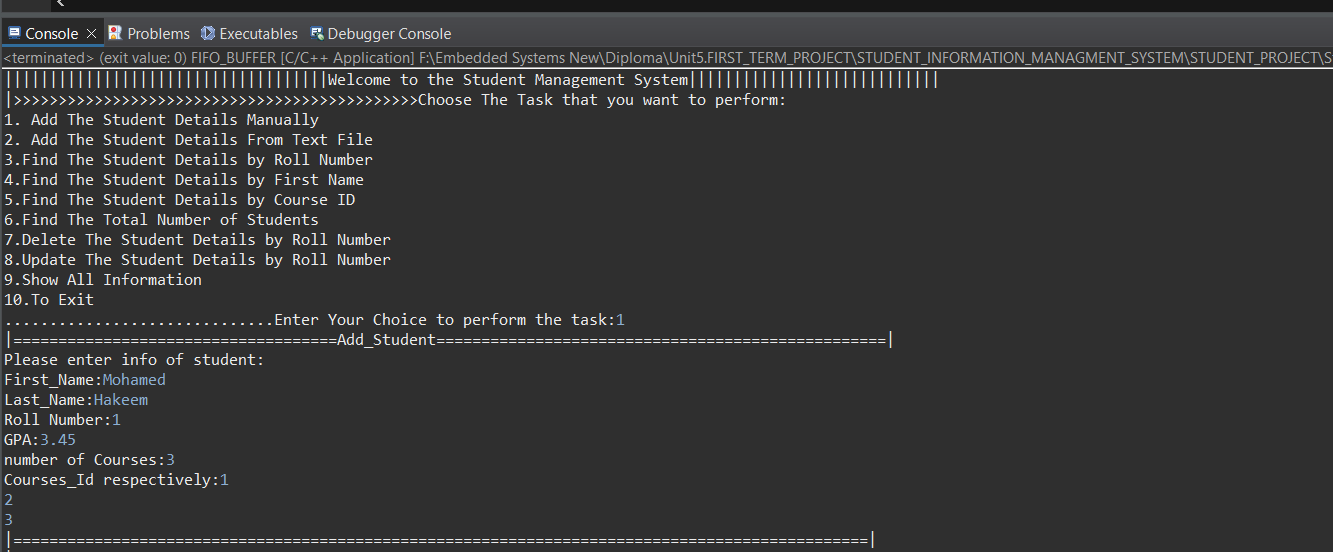 Console Problems Executables Debugger Console
<terminated> (exit value: 0) FIFO_BUFFER [C/C++ Application] F:\Embedded Systems New\Diploma\Unit5.FIRST_TERM_PROJECT\STUDENT_INFORMATION_MANAGMENT_SYSTEM\STUDENT_PROJECT\S
||||||||||||||||||||||||||||||||||||Welcome to the Student Management System||||||||||||||||||||||||||||
|>>>>>>>>>>>>>>>>>>>>>>>>>>>>>>>>>>>>>>>>>>>>>Choose The Task that you want to perform:
1. Add The Student Details Manually
2. Add The Student Details From Text File
3.Find The Student Details by Roll Number
4.Find The Student Details by First Name
5.Find The Student Details by Course ID
6.Find The Total Number of Students
7.Delete The Student Details by Roll Number
8.Update The Student Details by Roll Number
9.Show All Information
10.To Exit
..............................Enter Your Choice to perform the task:1
|====================================Add_Student==================================================|
Please enter info of student:
First_Name:Mohamed
Last_Name:Hakeem
Roll Number:1
GPA:3.45
number of Courses:3
Courses_Id respectively:1
2
3
|===============================================================================================|